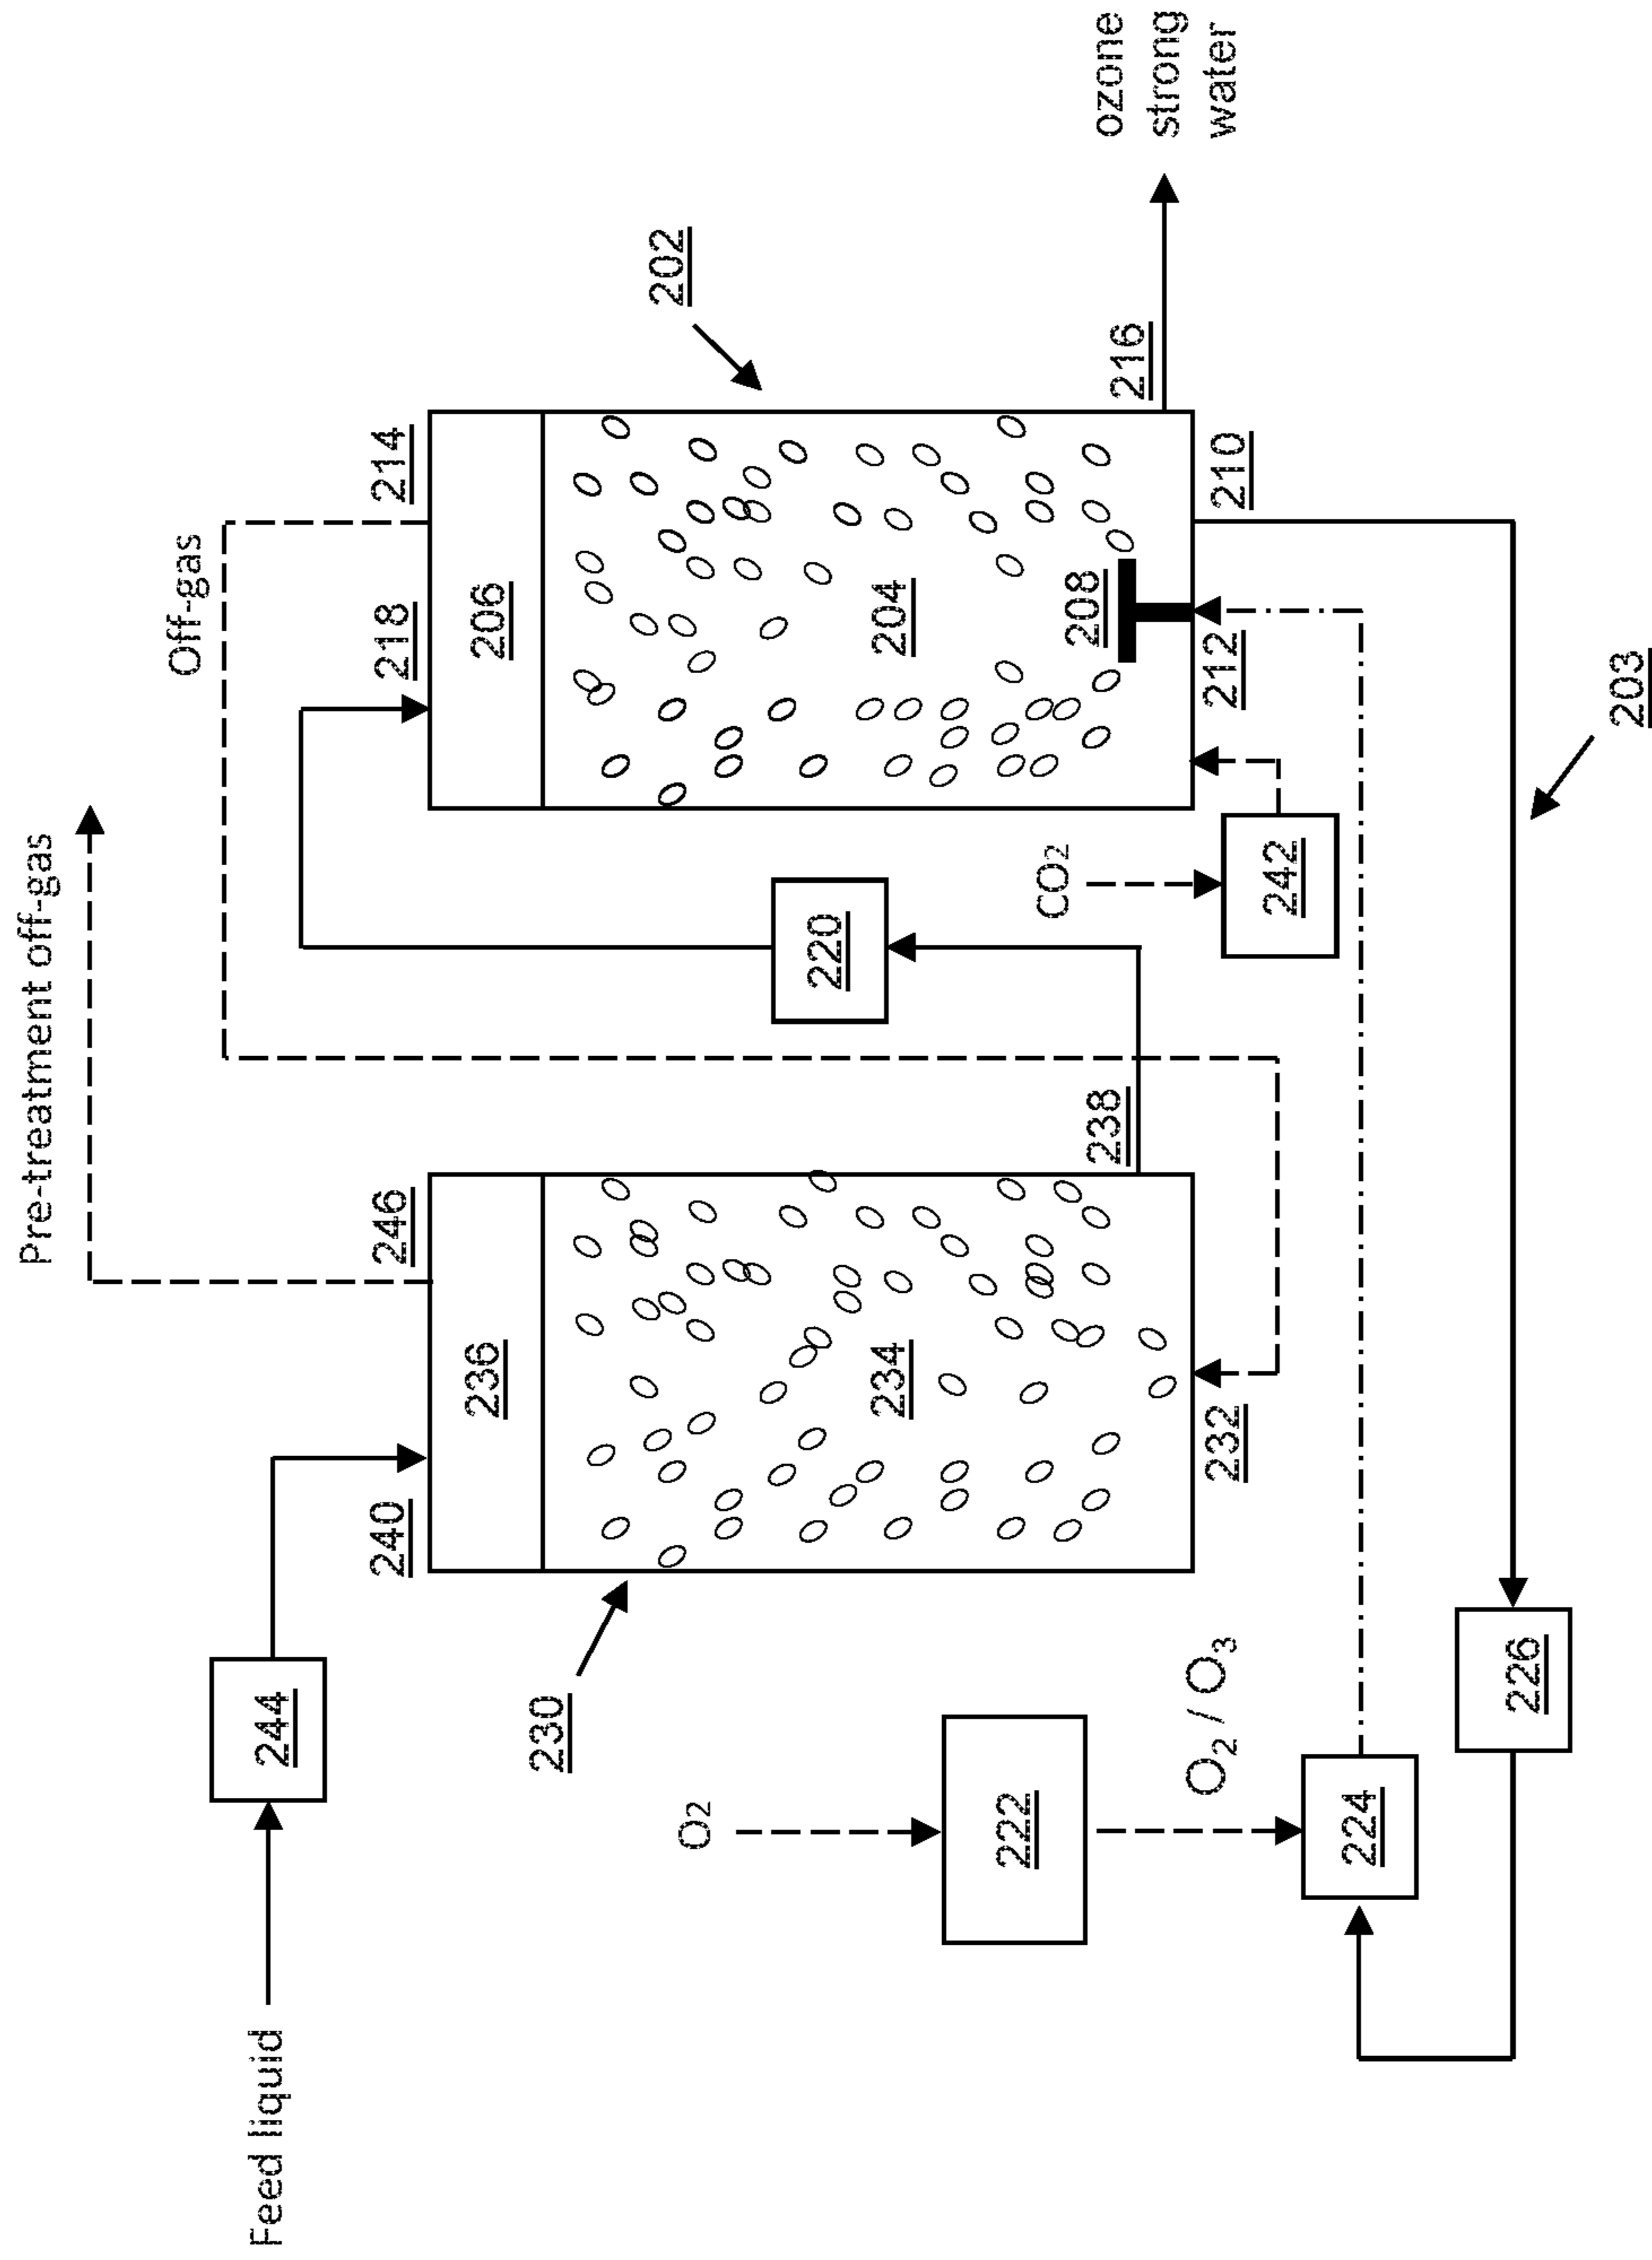 Pre-treatment off-gas
Off-gas
Feed liquid
244
240
246
218
214
236
206
230
202
O2
220
234
204
222
CO2
208
238
216
ozone
strong
water
O2 / O3
232
242
212
210
224
226
203